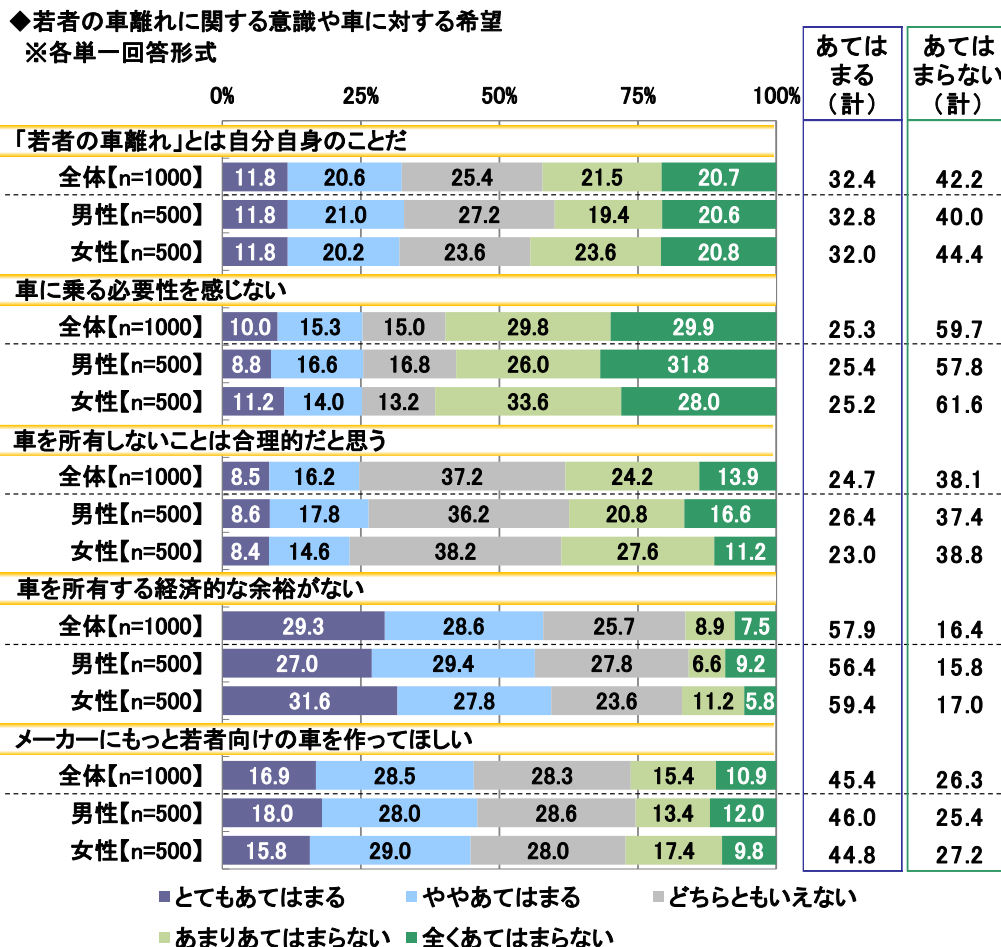 ◆若者の車離れに関する意識や車に対する希望
※各単一回答形式
あてはまる（計） あてはまらない（計）
0% 25% 50% 75% 100%
「若者の車離れ」とは自分自身のことだ
全体【n=1000】 11.8 20.6 25.4 21.5 20.7 32.4 42.2
男性【n=500】 11.8 21.0 27.2 19.4 20.6 32.8 40.0
女性【n=500】 11.8 20.2 23.6 23.6 20.8 32.0 44.4
車に乗る必要性を感じない
全体【n=1000】 10.0 15.3 15.0 29.8 29.9 25.3 59.7
男性【n=500】 8.8 16.6 16.8 26.0 31.8 25.4 57.8
女性【n=500】 11.2 14.0 13.2 33.6 28.0 25.2 61.6
車を所有しないことは合理的だと思う
全体【n=1000】 8.5 16.2 37.2 24.2 13.9 24.7 38.1
男性【n=500】 8.6 17.8 36.2 20.8 16.6 26.4 37.4
女性【n=500】 8.4 14.6 38.2 27.6 11.2 23.0 38.8
車を所有する経済的な余裕がない
全体【n=1000】 29.3 28.6 25.7 8.9 7.5 57.9 16.4
男性【n=500】 27.0 29.4 27.8 6.6 9.2 56.4 15.8
女性【n=500】 31.6 27.8 23.6 11.2 5.8 59.4 17.0
メーカーにもっと若者向けの車を作ってほしい
全体【n=1000】 16.9 28.5 28.3 15.4 10.9 45.4 26.3
男性【n=500】 18.0 28.0 28.6 13.4 12.0 46.0 25.4
女性【n=500】 15.8 29.0 28.0 17.4 9.8 44.8 27.2
■とてもあてはまる ■ややあてはまる ■どちらともいえない
■あまりあてはまらない ■全くあてはまらない